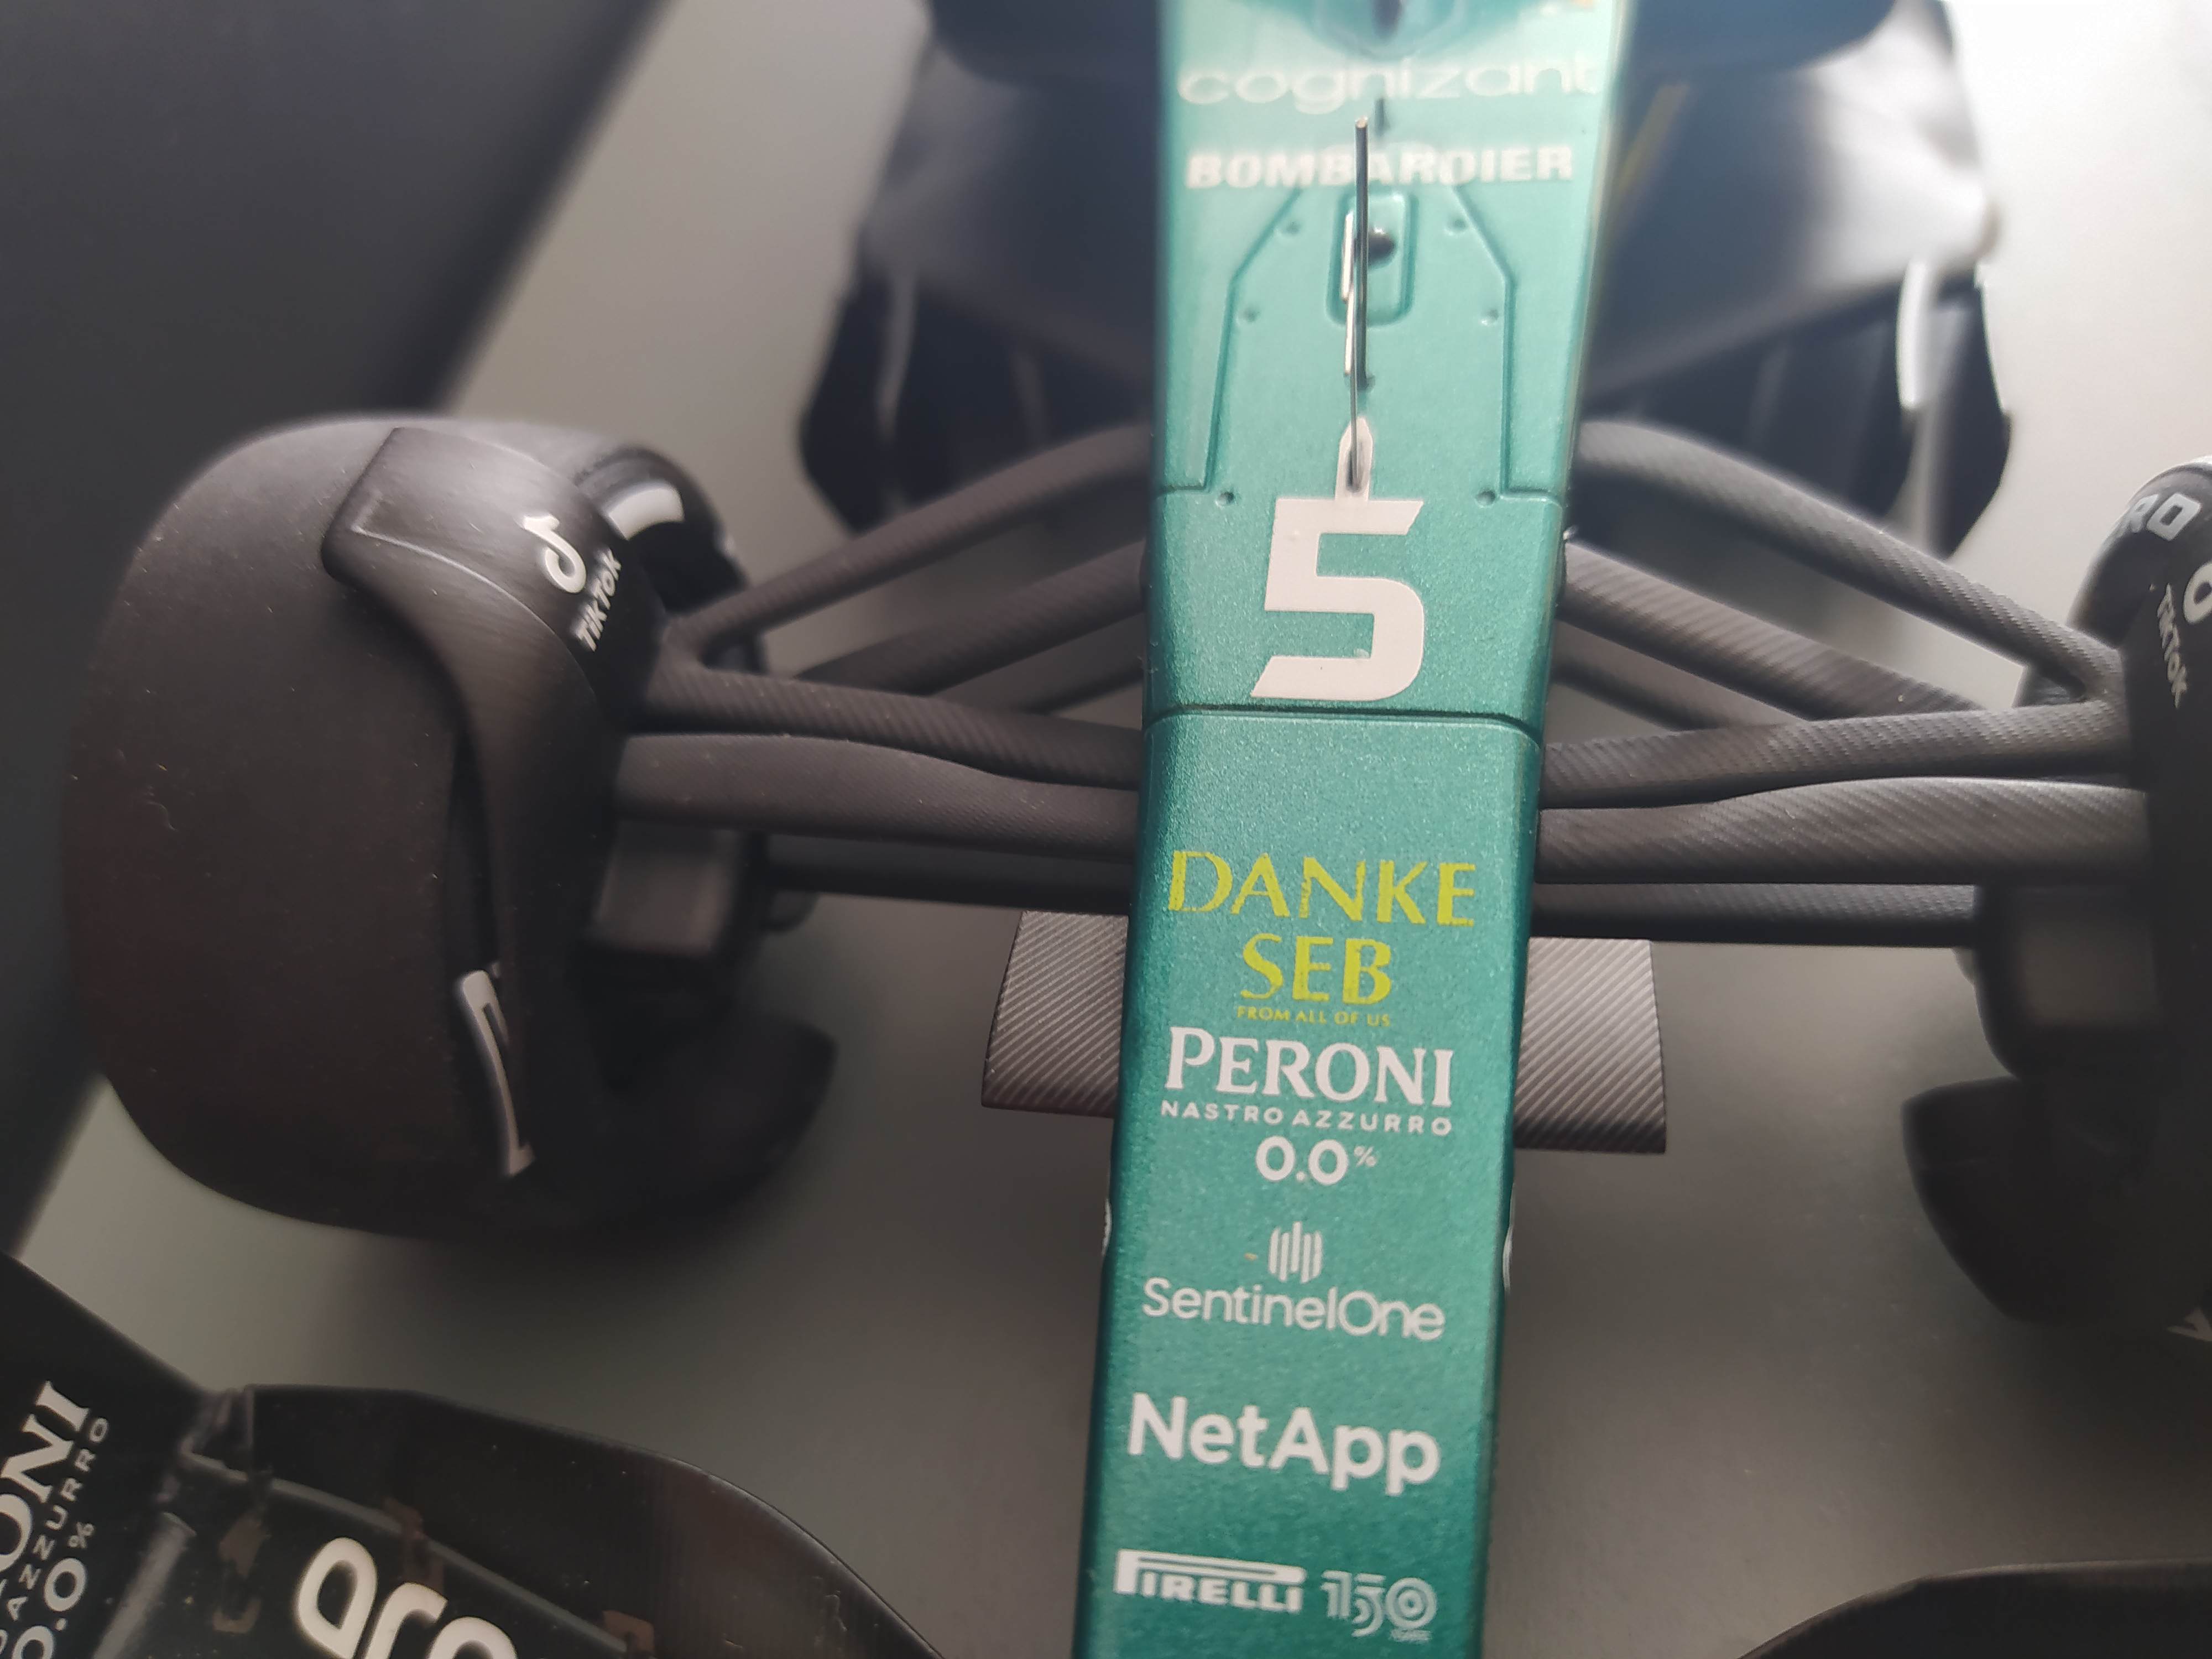 cognizant
BOMBARDIER
5
TikTok
TikTok
DANKE
SEB
FROM ALL OF US
PERONI
NASTRO AZZURRO
0.0%
SentinelOne
NetApp
PIRELLI 150